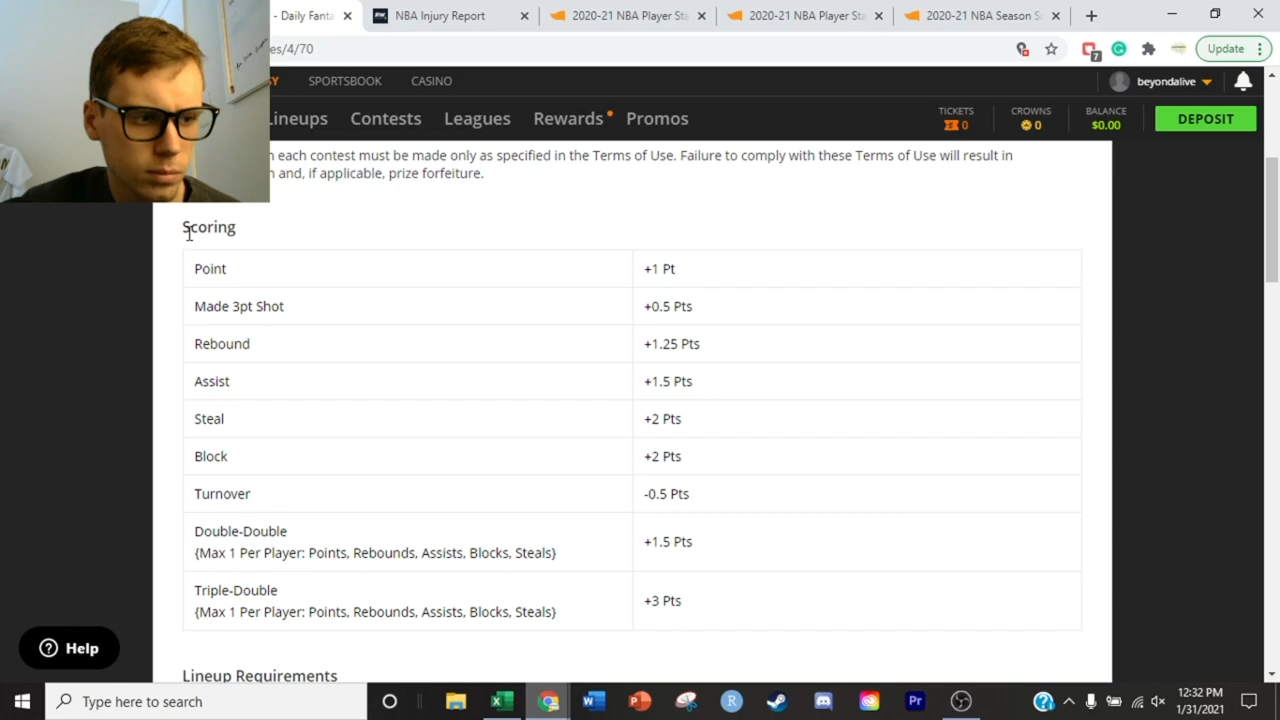 - Daily Fanta
NBA Injury Report
2020-21 NBA Player Sta
2020-21 NBA Player Sta
2020-21 NBA Season S
es/4/70
7
Update
SPORTSBOOK
CASINO
beyondalive
ineups
Contests
Leagues
Rewards
Promos
TICKETS
0
CROWNS
0
BALANCE
$0.00
DEPOSIT
n each contest must be made only as specified in the Terms of Use. Failure to comply with these Terms of Use will result in
n and, if applicable, prize forfeiture.
Scoring
Point +1 Pt
Made 3pt Shot +0.5 Pts
Rebound +1.25 Pts
Assist +1.5 Pts
Steal +2 Pts
Block +2 Pts
Turnover -0.5 Pts
Double-Double
{Max 1 Per Player: Points, Rebounds, Assists, Blocks, Steals}
+1.5 Pts
Triple-Double
{Max 1 Per Player: Points, Rebounds, Assists, Blocks, Steals}
+3 Pts
Help
Lineup Requirements
Type here to search
12:32 PM
1/31/2021